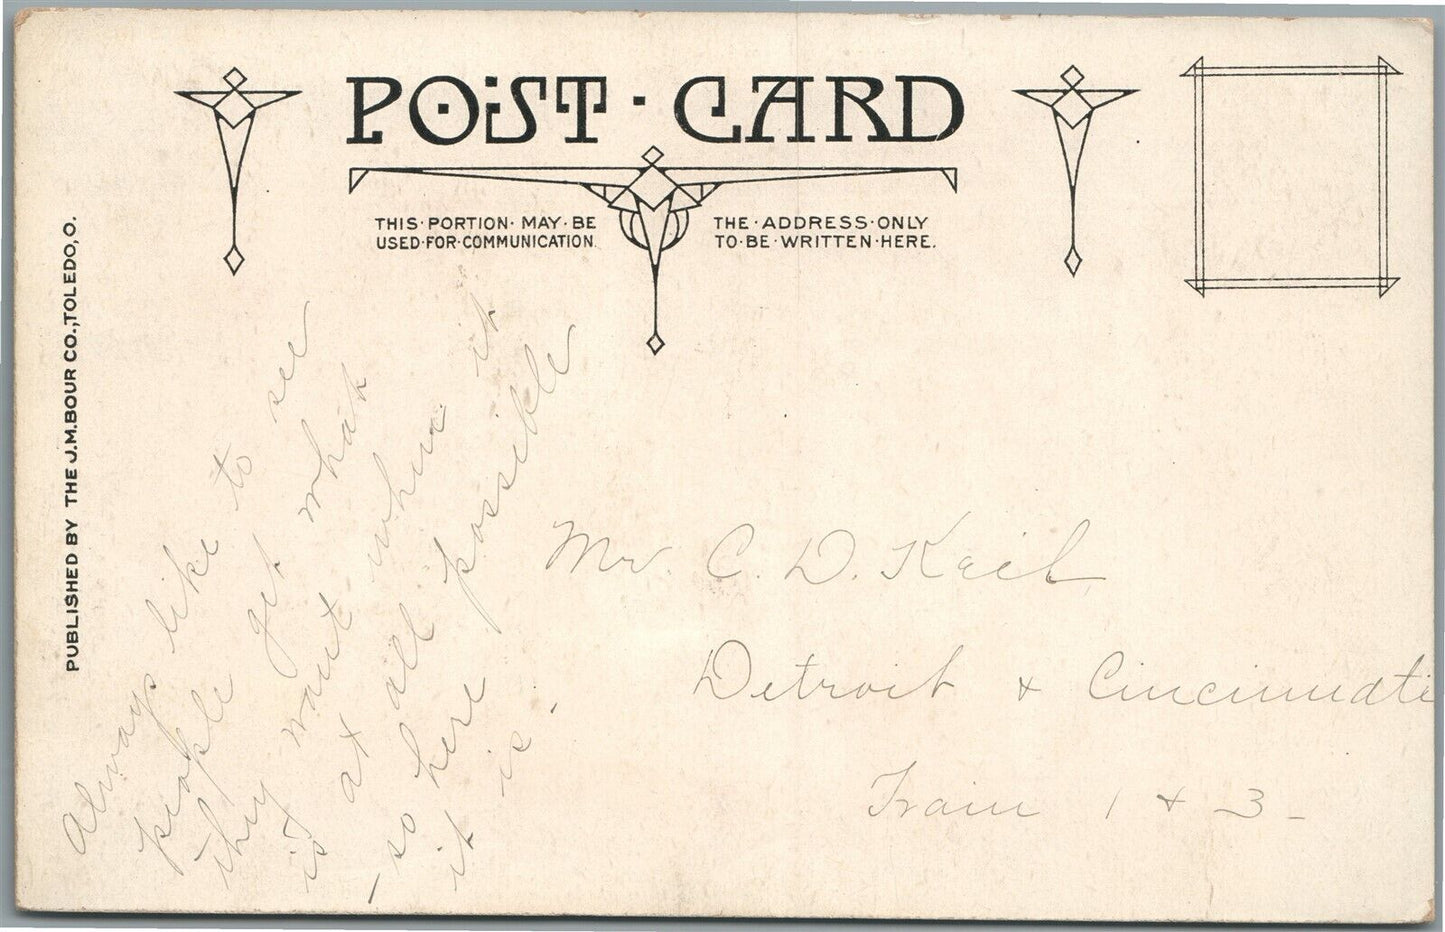 POST · CARD
THIS · PORTION · MAY · BE
USED · FOR · COMMUNICATION.
THE · ADDRESS · ONLY
TO · BE · WRITTEN · HERE.
PUBLISHED BY THE J.M.BOUR CO., TOLEDO, O.
Always like to see
people get what
they want when it
is at all possible
– so here
it is.
Mr. C. D. Keil
Detroit & Cincinnati
Train 1 & 3 –